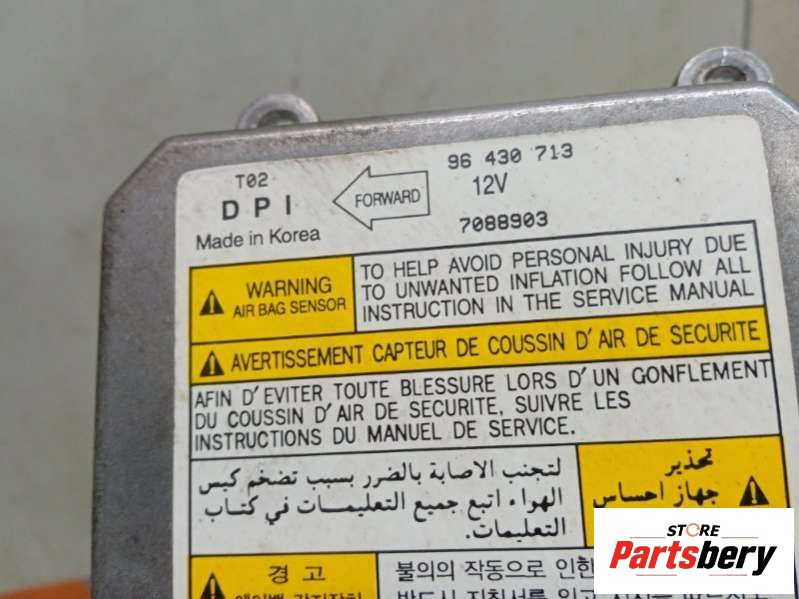 T02
DPI
Made in Korea
FORWARD
96 430 713
12V
7088903
WARNING
AIR BAG SENSOR
TO HELP AVOID PERSONAL INJURY DUE
TO UNWANTED INFLATION FOLLOW ALL
INSTRUCTION IN THE SERVICE MANUAL
AVERTISSEMENT CAPTEUR DE COUSSIN D'AIR DE SECURITE
AFIN D'EVITER TOUTE BLESSURE LORS D'UN GONFLEMENT
DU COUSSIN D'AIR DE SECURITE, SUIVRE LES
INSTRUCTIONS DU MANUEL DE SERVICE.
تحذير
جهاز احساس
لتجنب الاصابة بالضرر بسبب تضخم كيس
الهواء اتبع جميع التعليمات في كتاب
التعليمات.
경 고
불의의 작동으로 인한
STORE
Partsbery